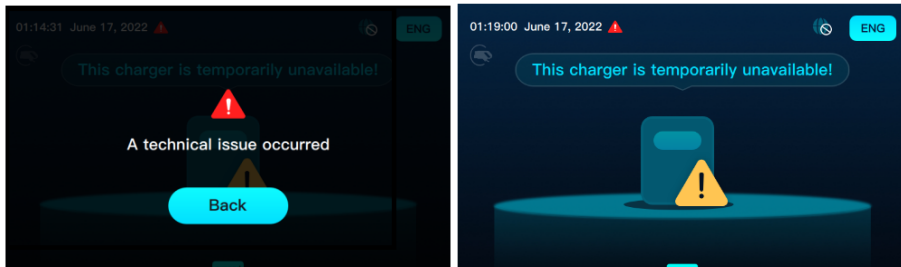 01:14:31 June 17, 2022
ENG
This charger is temporarily unavailable!
A technical issue occurred
Back
01:19:00 June 17, 2022
ENG
This charger is temporarily unavailable!